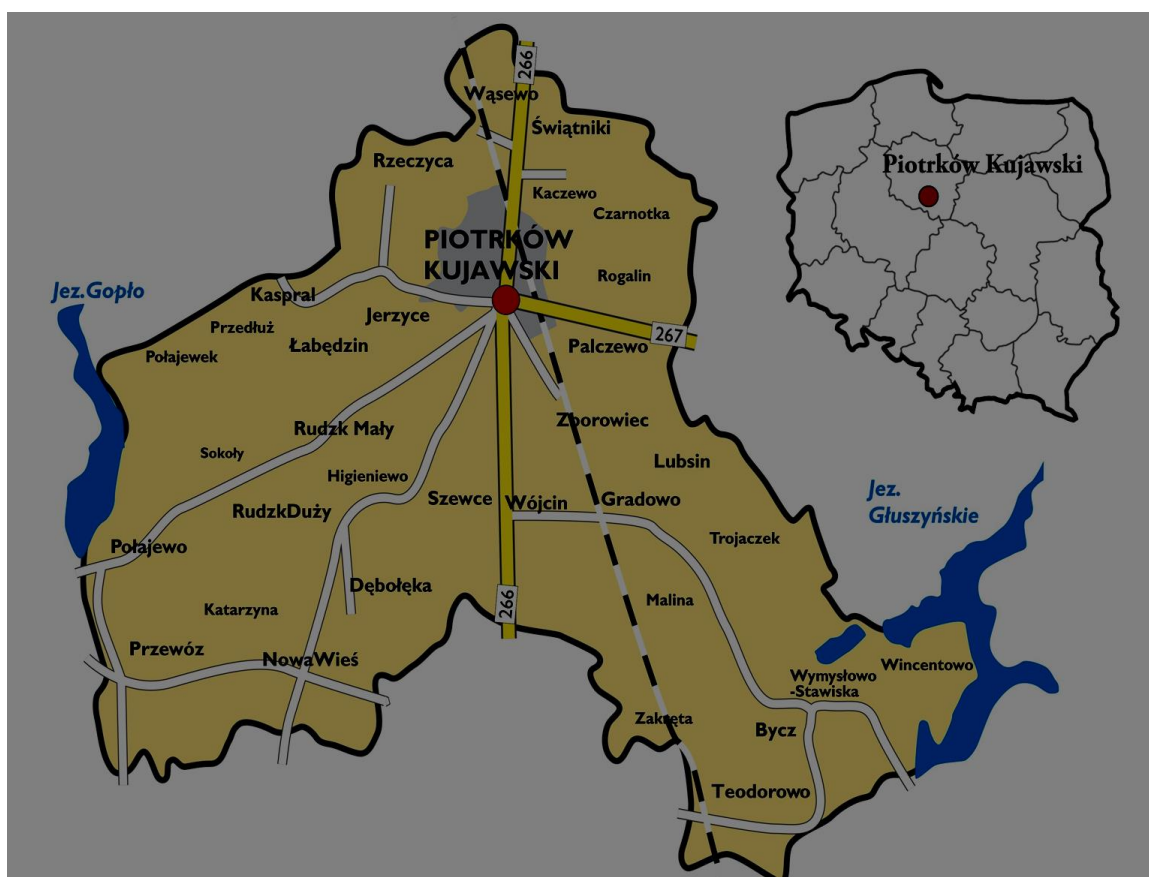 266
Wąsewo
Świątniki
Rzeczyca
Piotrków Kujawski
Kaczewo
Czarnotka
PIOTRKÓW
KUJAWSKI
Rogalin
Jez.Gopło
Kaspral
Jerzyce
Przedłuż
267
Łabędzin
Palczewo
Połajewek
Zborowiec
Rudzk Mały
Sokoły
Lubsin
Higieniewo
Szewce
Wójcin
Gradowo
Jez.
Głuszyńskie
RudzkDuży
Trojaczek
Połajewo
Dębołęka
Malina
266
Katarzyna
Przewóz
NowaWieś
Wincentowo
Wymysłowo
-Stawiska
Zakręta
Bycz
Teodorowo